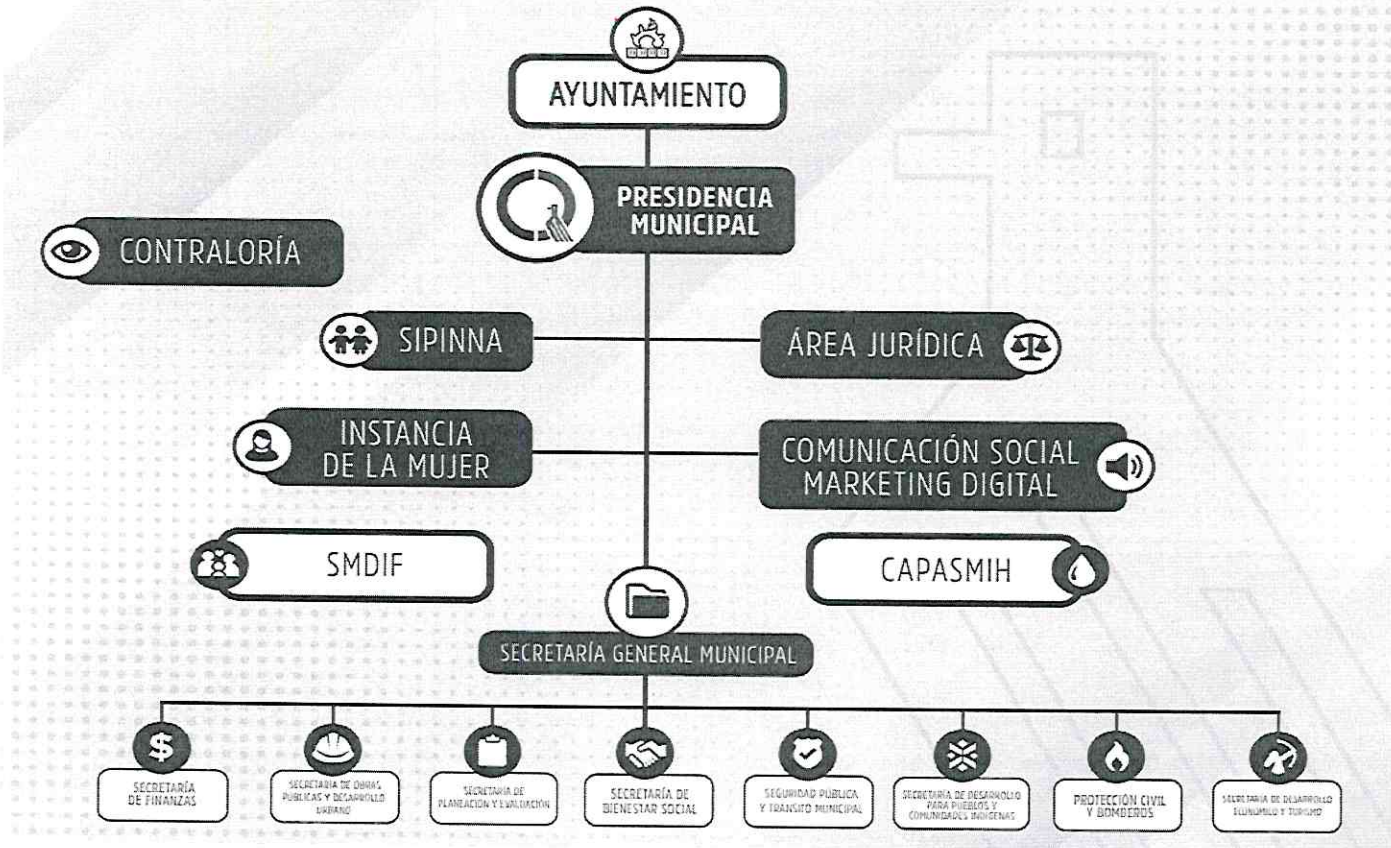 AYUNTAMIENTO
PRESIDENCIA
MUNICIPAL
CONTRALORÍA
SIPINNA
ÁREA JURÍDICA
INSTANCIA
DE LA MUJER
COMUNICACIÓN SOCIAL
MARKETING DIGITAL
SMDIF
CAPASMIH
SECRETARÍA GENERAL MUNICIPAL
$
SECRETARÍA
DE FINANZAS
SECRETARÍA DE OBRAS
PÚBLICAS Y DESARROLLO
URBANO
SECRETARÍA DE
PLANEACIÓN Y EVALUACIÓN
SECRETARÍA DE
BIENESTAR SOCIAL
SEGURIDAD PÚBLICA
Y TRÁNSITO MUNICIPAL
SECRETARÍA DE DESARROLLO
PARA PUEBLOS Y
COMUNIDADES INDÍGENAS
PROTECCIÓN CIVIL
Y BOMBEROS
SECRETARÍA DE DESARROLLO
ECONÓMICO Y TURISMO